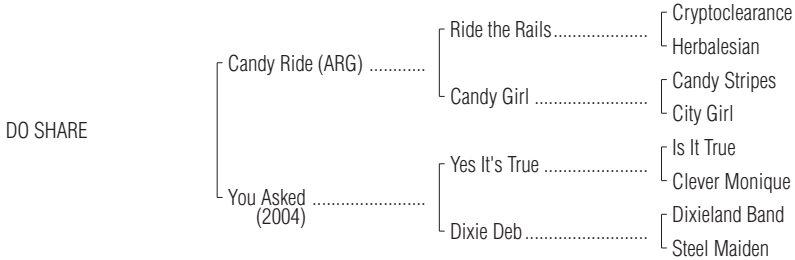 Cryptoclearance
Ride the Rails....................
Herbalesian
Candy Ride (ARG) ............
Candy Stripes
Candy Girl ........................
City Girl
DO SHARE
Is It True
Yes It's True ......................
Clever Monique
You Asked ........................
(2004)
Dixieland Band
Dixie Deb..........................
Steel Maiden